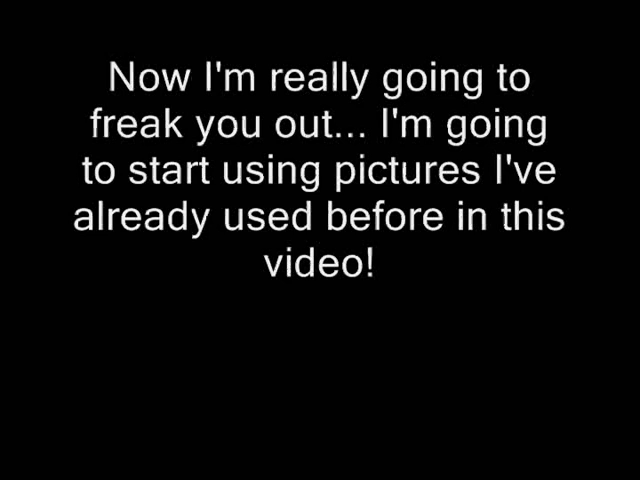 Now I'm really going to
freak you out... I'm going
to start using pictures I've
already used before in this
video!